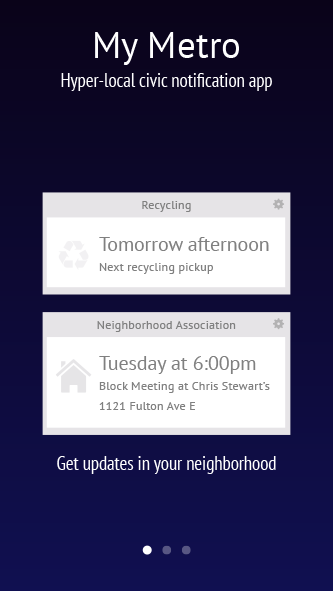 My Metro
Hyper-local civic notification app
Recycling
Tomorrow afternoon
Next recycling pickup
Neighborhood Association
Tuesday at 6:00pm
Block Meeting at Chris Stewart's
1121 Fulton Ave E
Get updates in your neighborhood